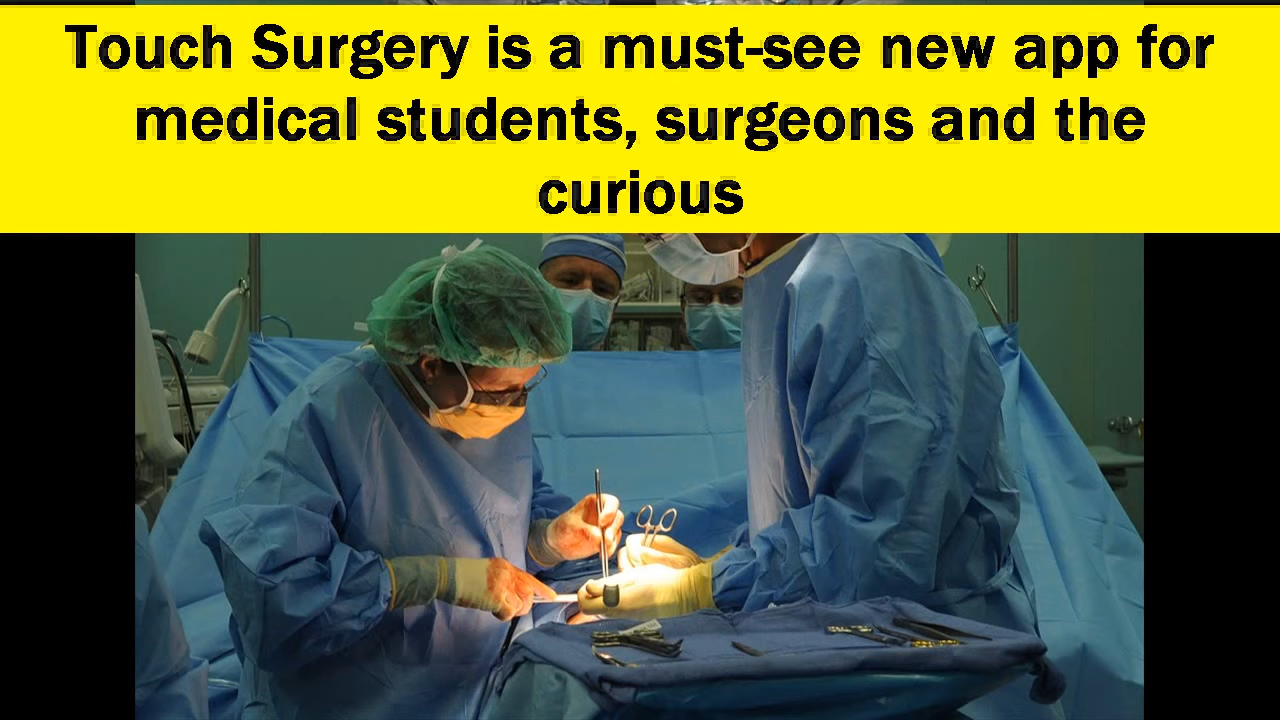 Touch Surgery is a must-see new app for
medical students, surgeons and the
curious